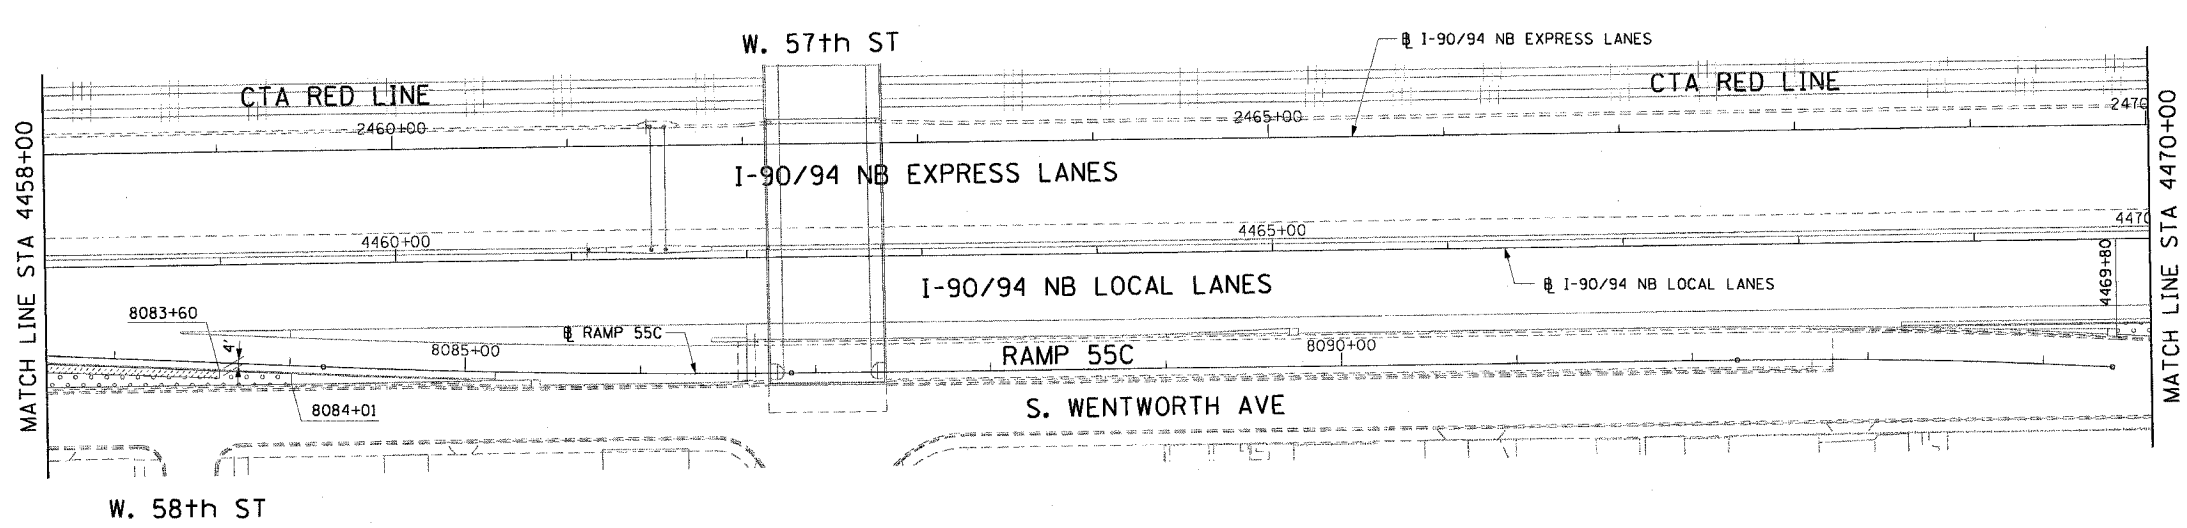 W. 57th ST
℄ I-90/94 NB EXPRESS LANES
CTA RED LINE
CTA RED LINE
2460+00
2465+00
2470
I-90/94 NB EXPRESS LANES
MATCH LINE STA 4458+00
MATCH LINE STA 4470+00
4460+00
4465+00
4470
I-90/94 NB LOCAL LANES
℄ I-90/94 NB LOCAL LANES
4469+80
8083+60
4'
℄ RAMP 55C
8085+00
RAMP 55C
8090+00
8084+01
S. WENTWORTH AVE
W. 58th ST